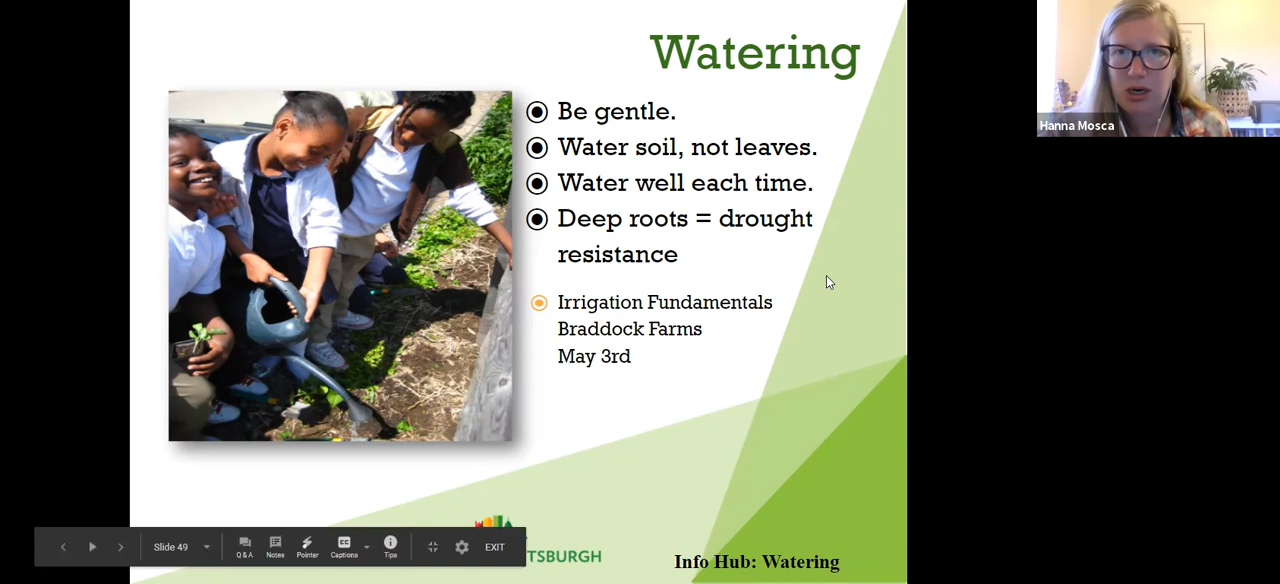 Watering
Be gentle.
Water soil, not leaves.
Water well each time.
Deep roots = drought
resistance
Irrigation Fundamentals
Braddock Farms
May 3rd
Hanna Mosca
Slide 49
Q & A
Notes
Pointer
Captions
Tips
EXIT
TSBURGH
Info Hub: Watering